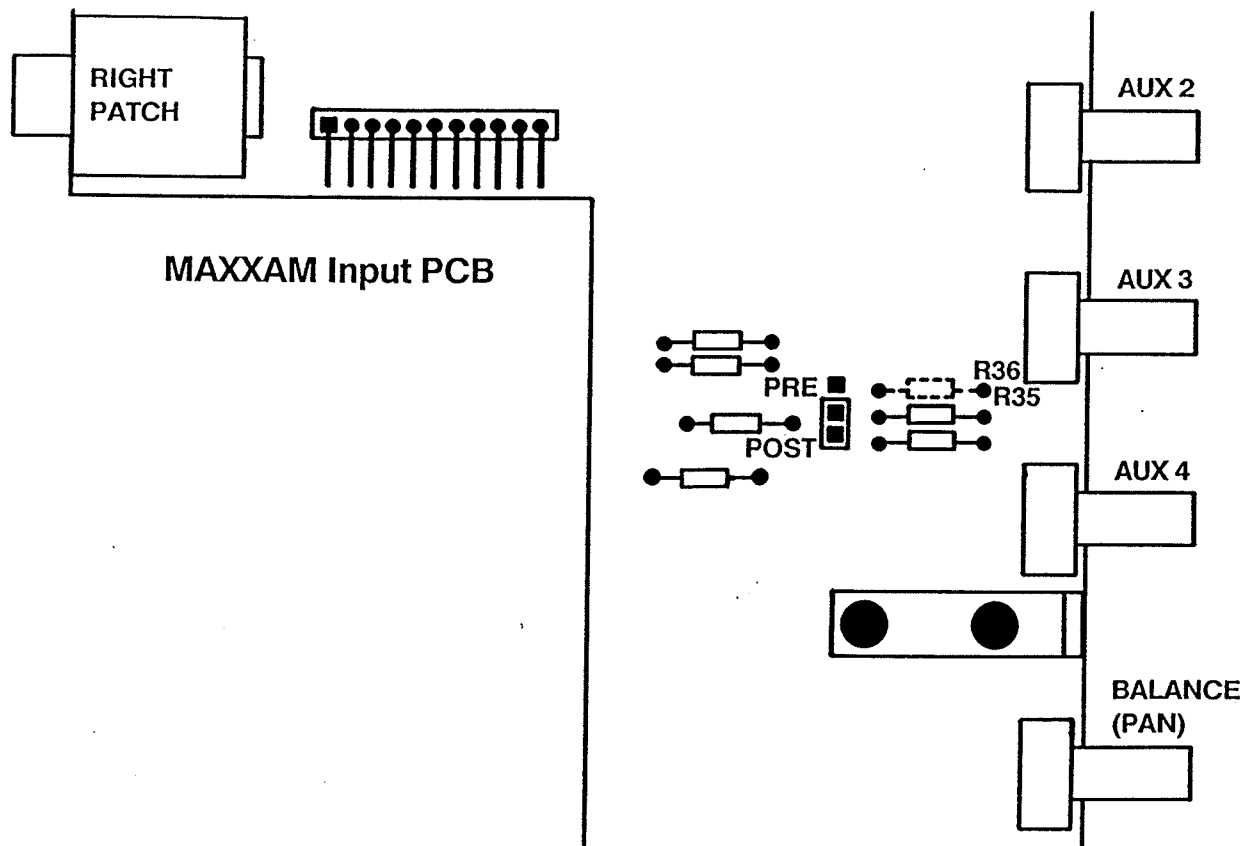 RIGHT
PATCH
AUX 2
MAXXAM Input PCB
AUX 3
PRE
R36
R35
POST
AUX 4
BALANCE
(PAN)